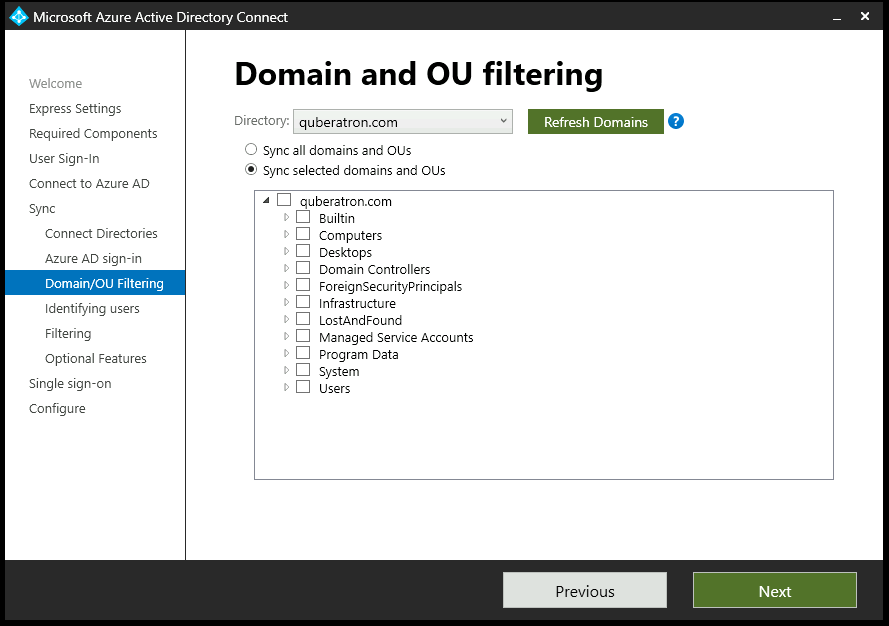 Microsoft Azure Active Directory Connect
Welcome
Express Settings
Required Components
User Sign-In
Connect to Azure AD
Sync
Connect Directories
Azure AD sign-in
Domain/OU Filtering
Identifying users
Filtering
Optional Features
Single sign-on
Configure
Domain and OU filtering
Directory: quberatron.com Refresh Domains ?
Sync all domains and OUs
Sync selected domains and OUs
quberatron.com
Builtin
Computers
Desktops
Domain Controllers
ForeignSecurityPrincipals
Infrastructure
LostAndFound
Managed Service Accounts
Program Data
System
Users
Previous Next